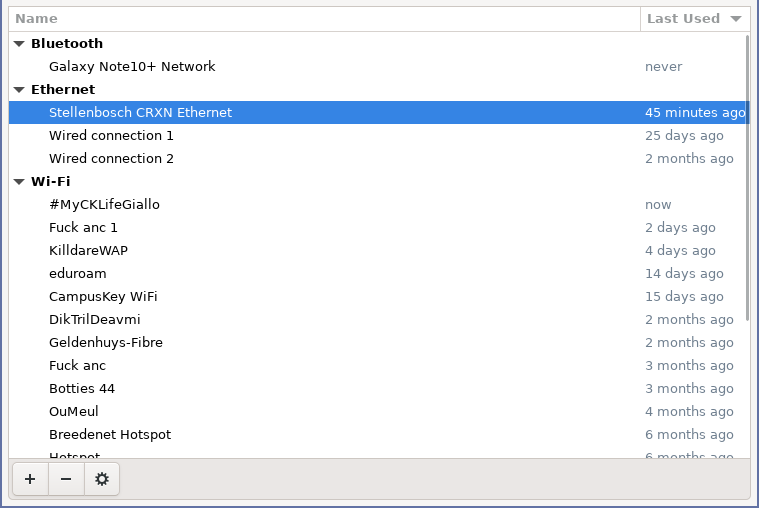 Name Last Used
Bluetooth
Galaxy Note10+ Network never
Ethernet
Stellenbosch CRXN Ethernet 45 minutes ago
Wired connection 1 25 days ago
Wired connection 2 2 months ago
Wi-Fi
#MyCKLifeGiallo now
Fuck anc 1 2 days ago
KilldareWAP 4 days ago
eduroam 14 days ago
CampusKey WiFi 15 days ago
DikTrilDeavmi 2 months ago
Geldenhuys-Fibre 2 months ago
Fuck anc 3 months ago
Botties 44 3 months ago
OuMeul 4 months ago
Breedenet Hotspot 6 months ago
Hotspot 6 months ago